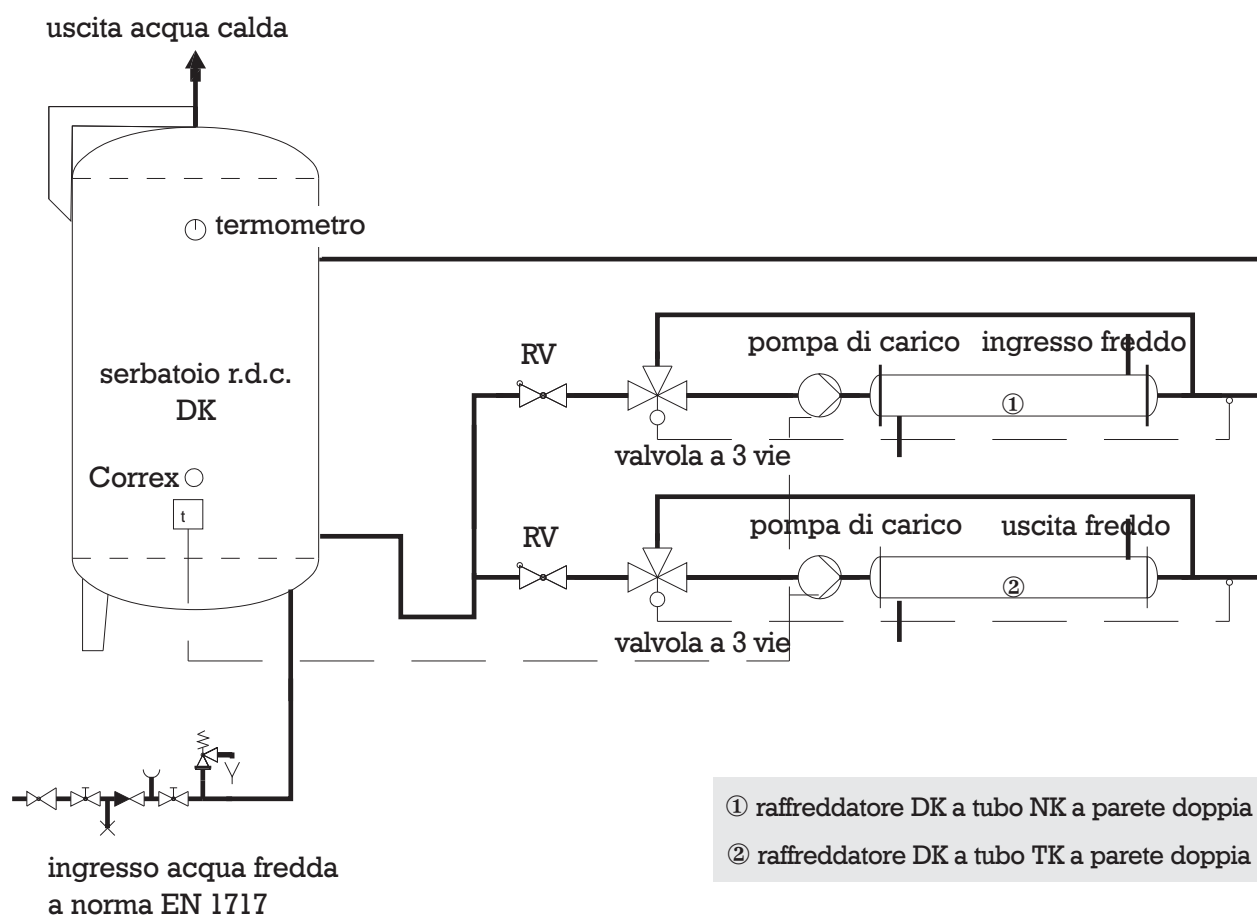 uscita acqua calda
termometro
serbatoio r.d.c.
DK
Correx
t
RV
pompa di carico
ingresso freddo
①
valvola a 3 vie
RV
pompa di carico
uscita freddo
②
valvola a 3 vie
ingresso acqua fredda
a norma EN 1717
① raffreddatore DK a tubo NK a parete doppia
② raffreddatore DK a tubo TK a parete doppia